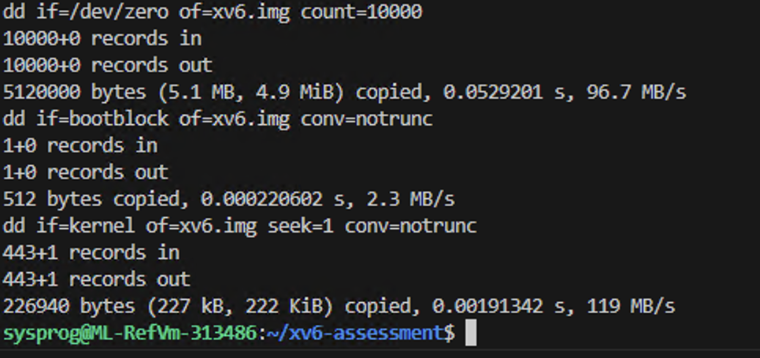 dd if=/dev/zero of=xv6.img count=10000
10000+0 records in
10000+0 records out
5120000 bytes (5.1 MB, 4.9 MiB) copied, 0.0529201 s, 96.7 MB/s
dd if=bootblock of=xv6.img conv=notrunc
1+0 records in
1+0 records out
512 bytes copied, 0.000220602 s, 2.3 MB/s
dd if=kernel of=xv6.img seek=1 conv=notrunc
443+1 records in
443+1 records out
226940 bytes (227 kB, 222 KiB) copied, 0.00191342 s, 119 MB/s
sysprog@ML-RefVm-313486:~/xv6-assessment$